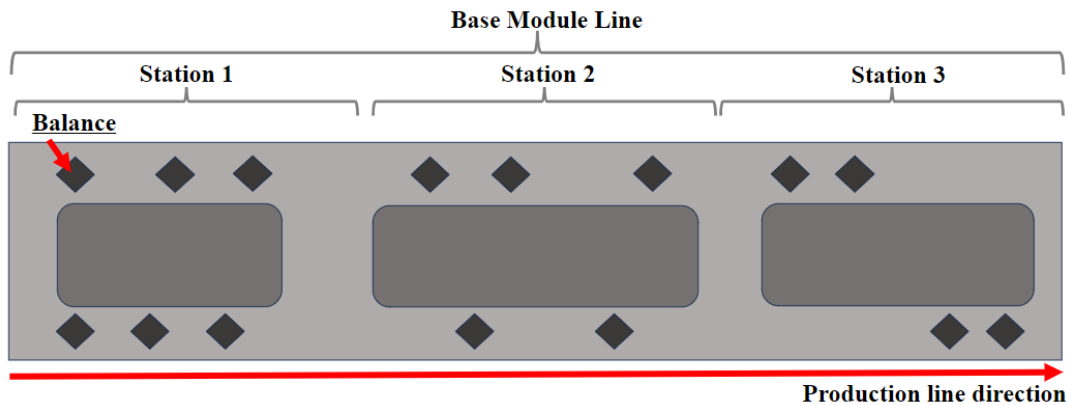 Base Module Line
Station 1
Station 2
Station 3
Balance
Production line direction